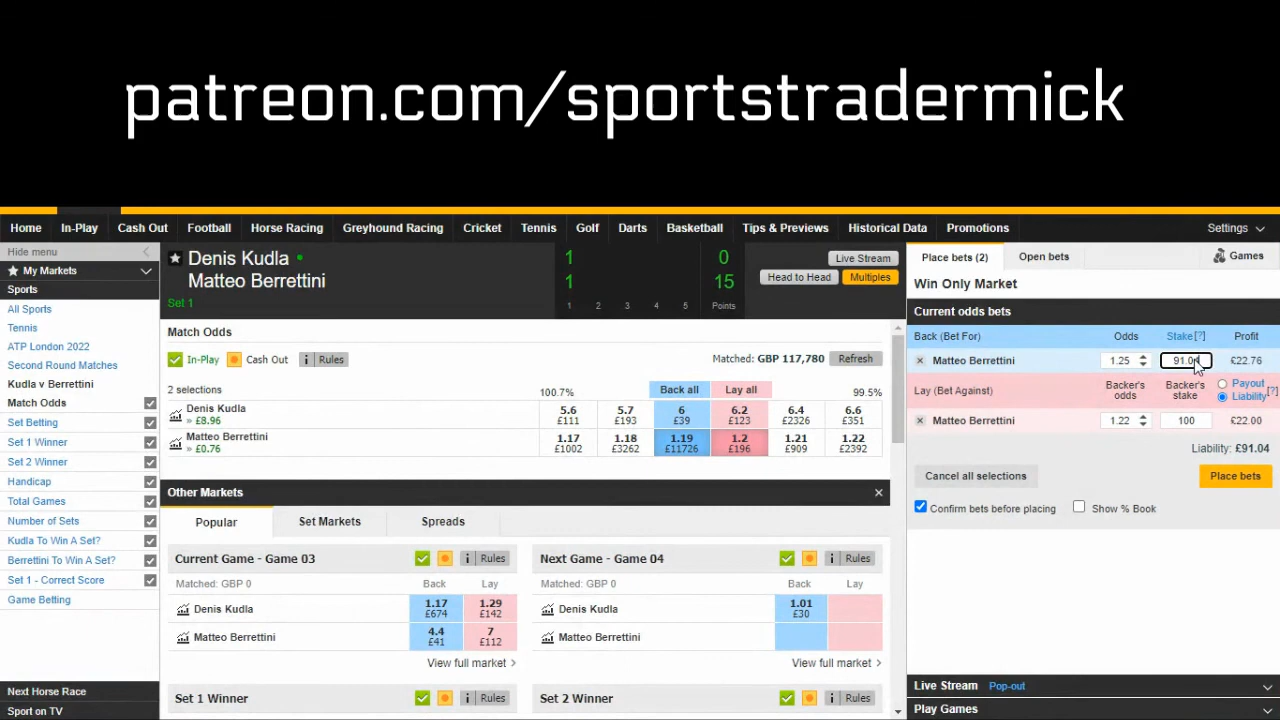 patreon.com/sportstradermick
Home In-Play Cash Out Football Horse Racing Greyhound Racing Cricket Tennis Golf Darts Basketball Tips & Previews Historical Data Promotions Settings
Hide menu
My Markets
Sports
All Sports
Tennis
ATP London 2022
Second Round Matches
Kudla v Berrettini
Match Odds
Set Betting
Set 1 Winner
Set 2 Winner
Handicap
Total Games
Number of Sets
Kudla To Win A Set?
Berrettini To Win A Set?
Set 1 - Correct Score
Game Betting
Next Horse Race
Sport on TV
Denis Kudla 1 0
Matteo Berrettini 1 15
Set 1 1 2 3 4 5 Points
Live Stream
Head to Head Multiples
Match Odds
In-Play Cash Out i Rules Matched: GBP 117,780 Refresh
2 selections 100.7% Back all Lay all 99.5%
Denis Kudla 5.6 5.7 6 6.2 6.4 6.6
» £8.96 £111 £193 £39 £123 £2326 £351
Matteo Berrettini 1.17 1.18 1.19 1.2 1.21 1.22
» £0.76 £1002 £3262 £11726 £196 £909 £2392
Other Markets
Popular Set Markets Spreads
Current Game - Game 03 i Rules
Matched: GBP 0 Back Lay
Denis Kudla 1.17 1.29
£674 £142
Matteo Berrettini 4.4 7
£41 £112
View full market
Set 1 Winner i Rules
Next Game - Game 04 i Rules
Matched: GBP 0 Back Lay
Denis Kudla 1.01
£30
Matteo Berrettini
View full market
Set 2 Winner i Rules
Place bets (2) Open bets Games
Win Only Market
Current odds bets
Back (Bet For) Odds Stake[?] Profit
Matteo Berrettini 1.25 91.04 £22.76
Lay (Bet Against) Backer's odds Backer's stake Payout Liability [?]
Matteo Berrettini 1.22 100 £22.00
Liability: £91.04
Cancel all selections Place bets
Confirm bets before placing Show % Book
Live Stream Pop-out
Play Games